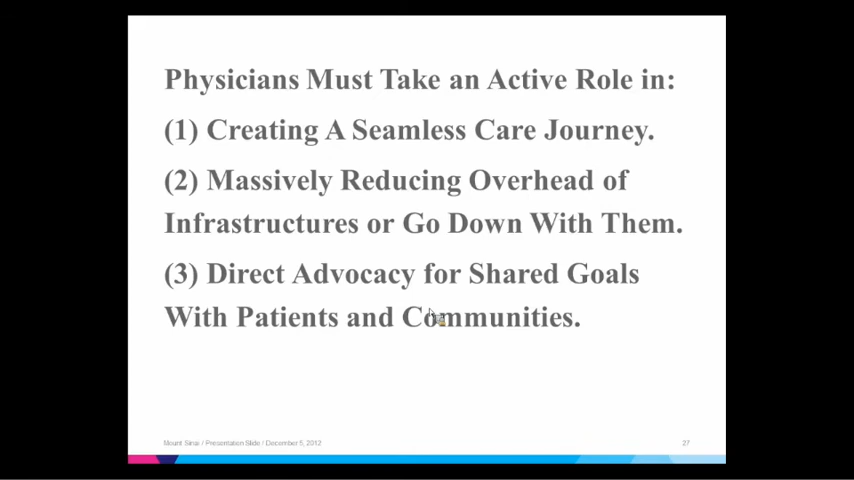 Physicians Must Take an Active Role in:
(1) Creating A Seamless Care Journey.
(2) Massively Reducing Overhead of
Infrastructures or Go Down With Them.
(3) Direct Advocacy for Shared Goals
With Patients and Communities.
Mount Sinai / Presentation Slide / December 5, 2012
27